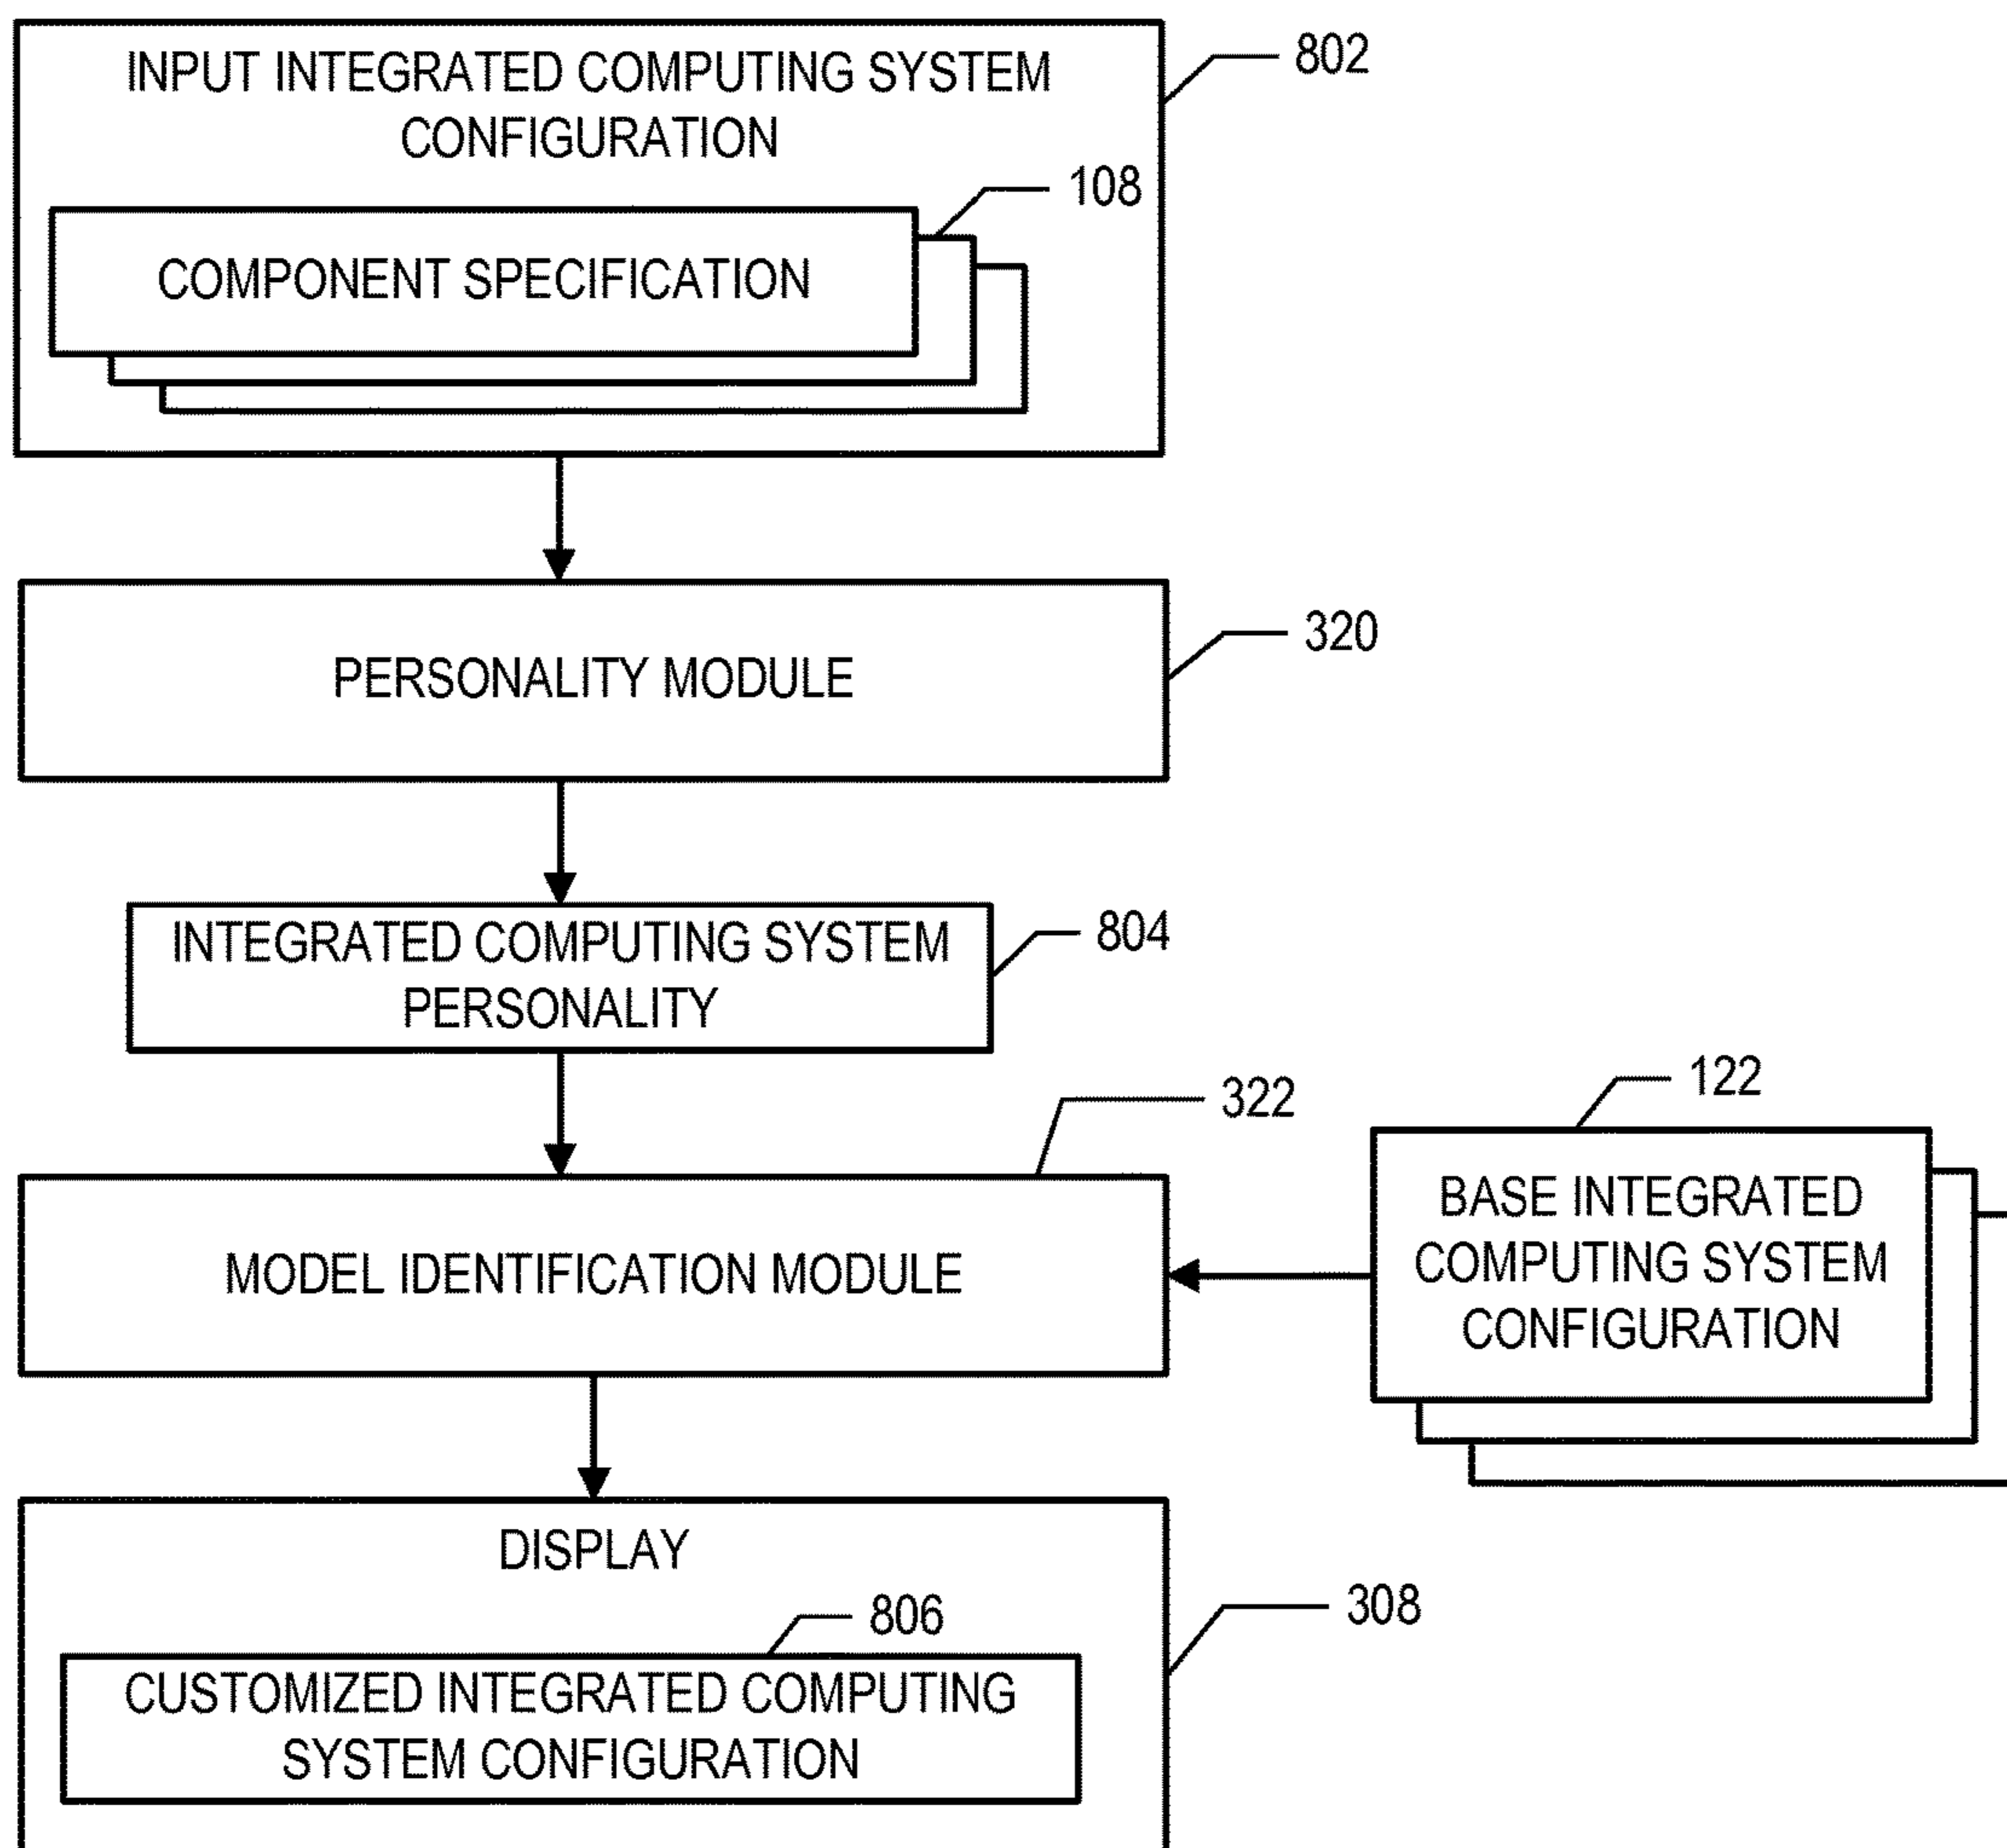 INPUT INTEGRATED COMPUTING SYSTEM
CONFIGURATION
802
108
COMPONENT SPECIFICATION
PERSONALITY MODULE
320
INTEGRATED COMPUTING SYSTEM
PERSONALITY
804
322
MODEL IDENTIFICATION MODULE
122
BASE INTEGRATED
COMPUTING SYSTEM
CONFIGURATION
DISPLAY
308
806
CUSTOMIZED INTEGRATED COMPUTING
SYSTEM CONFIGURATION